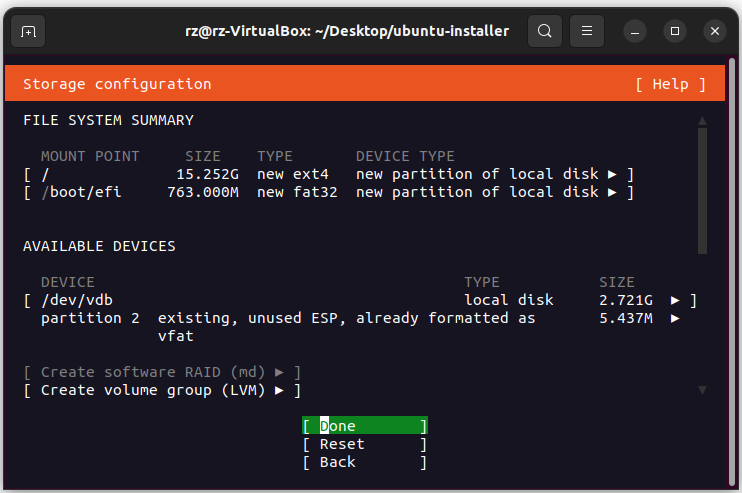 rz@rz-VirtualBox: ~/Desktop/ubuntu-installer
Storage configuration [ Help ]
FILE SYSTEM SUMMARY
MOUNT POINT SIZE TYPE DEVICE TYPE
[ / 15.252G new ext4 new partition of local disk ▶ ]
[ /boot/efi 763.000M new fat32 new partition of local disk ▶ ]
AVAILABLE DEVICES
DEVICE TYPE SIZE
[ /dev/vdb local disk 2.721G ▶ ]
partition 2 existing, unused ESP, already formatted as 5.437M ▶
vfat
[ Create software RAID (md) ▶ ]
[ Create volume group (LVM) ▶ ]
[ Done ]
[ Reset ]
[ Back ]